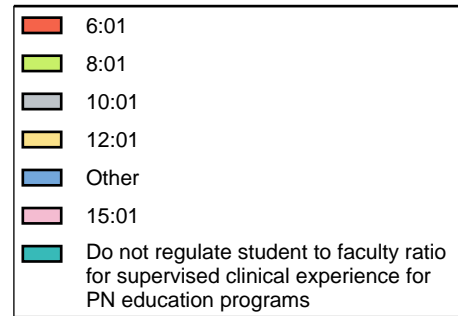 6:01
8:01
10:01
12:01
Other
15:01
Do not regulate student to faculty ratio
for supervised clinical experience for
PN education programs